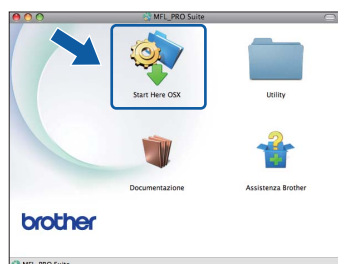 MFL_PRO Suite
Start Here OSX
Utility
Documentazione
Assistenza Brother
brother
MFL_PRO Suite